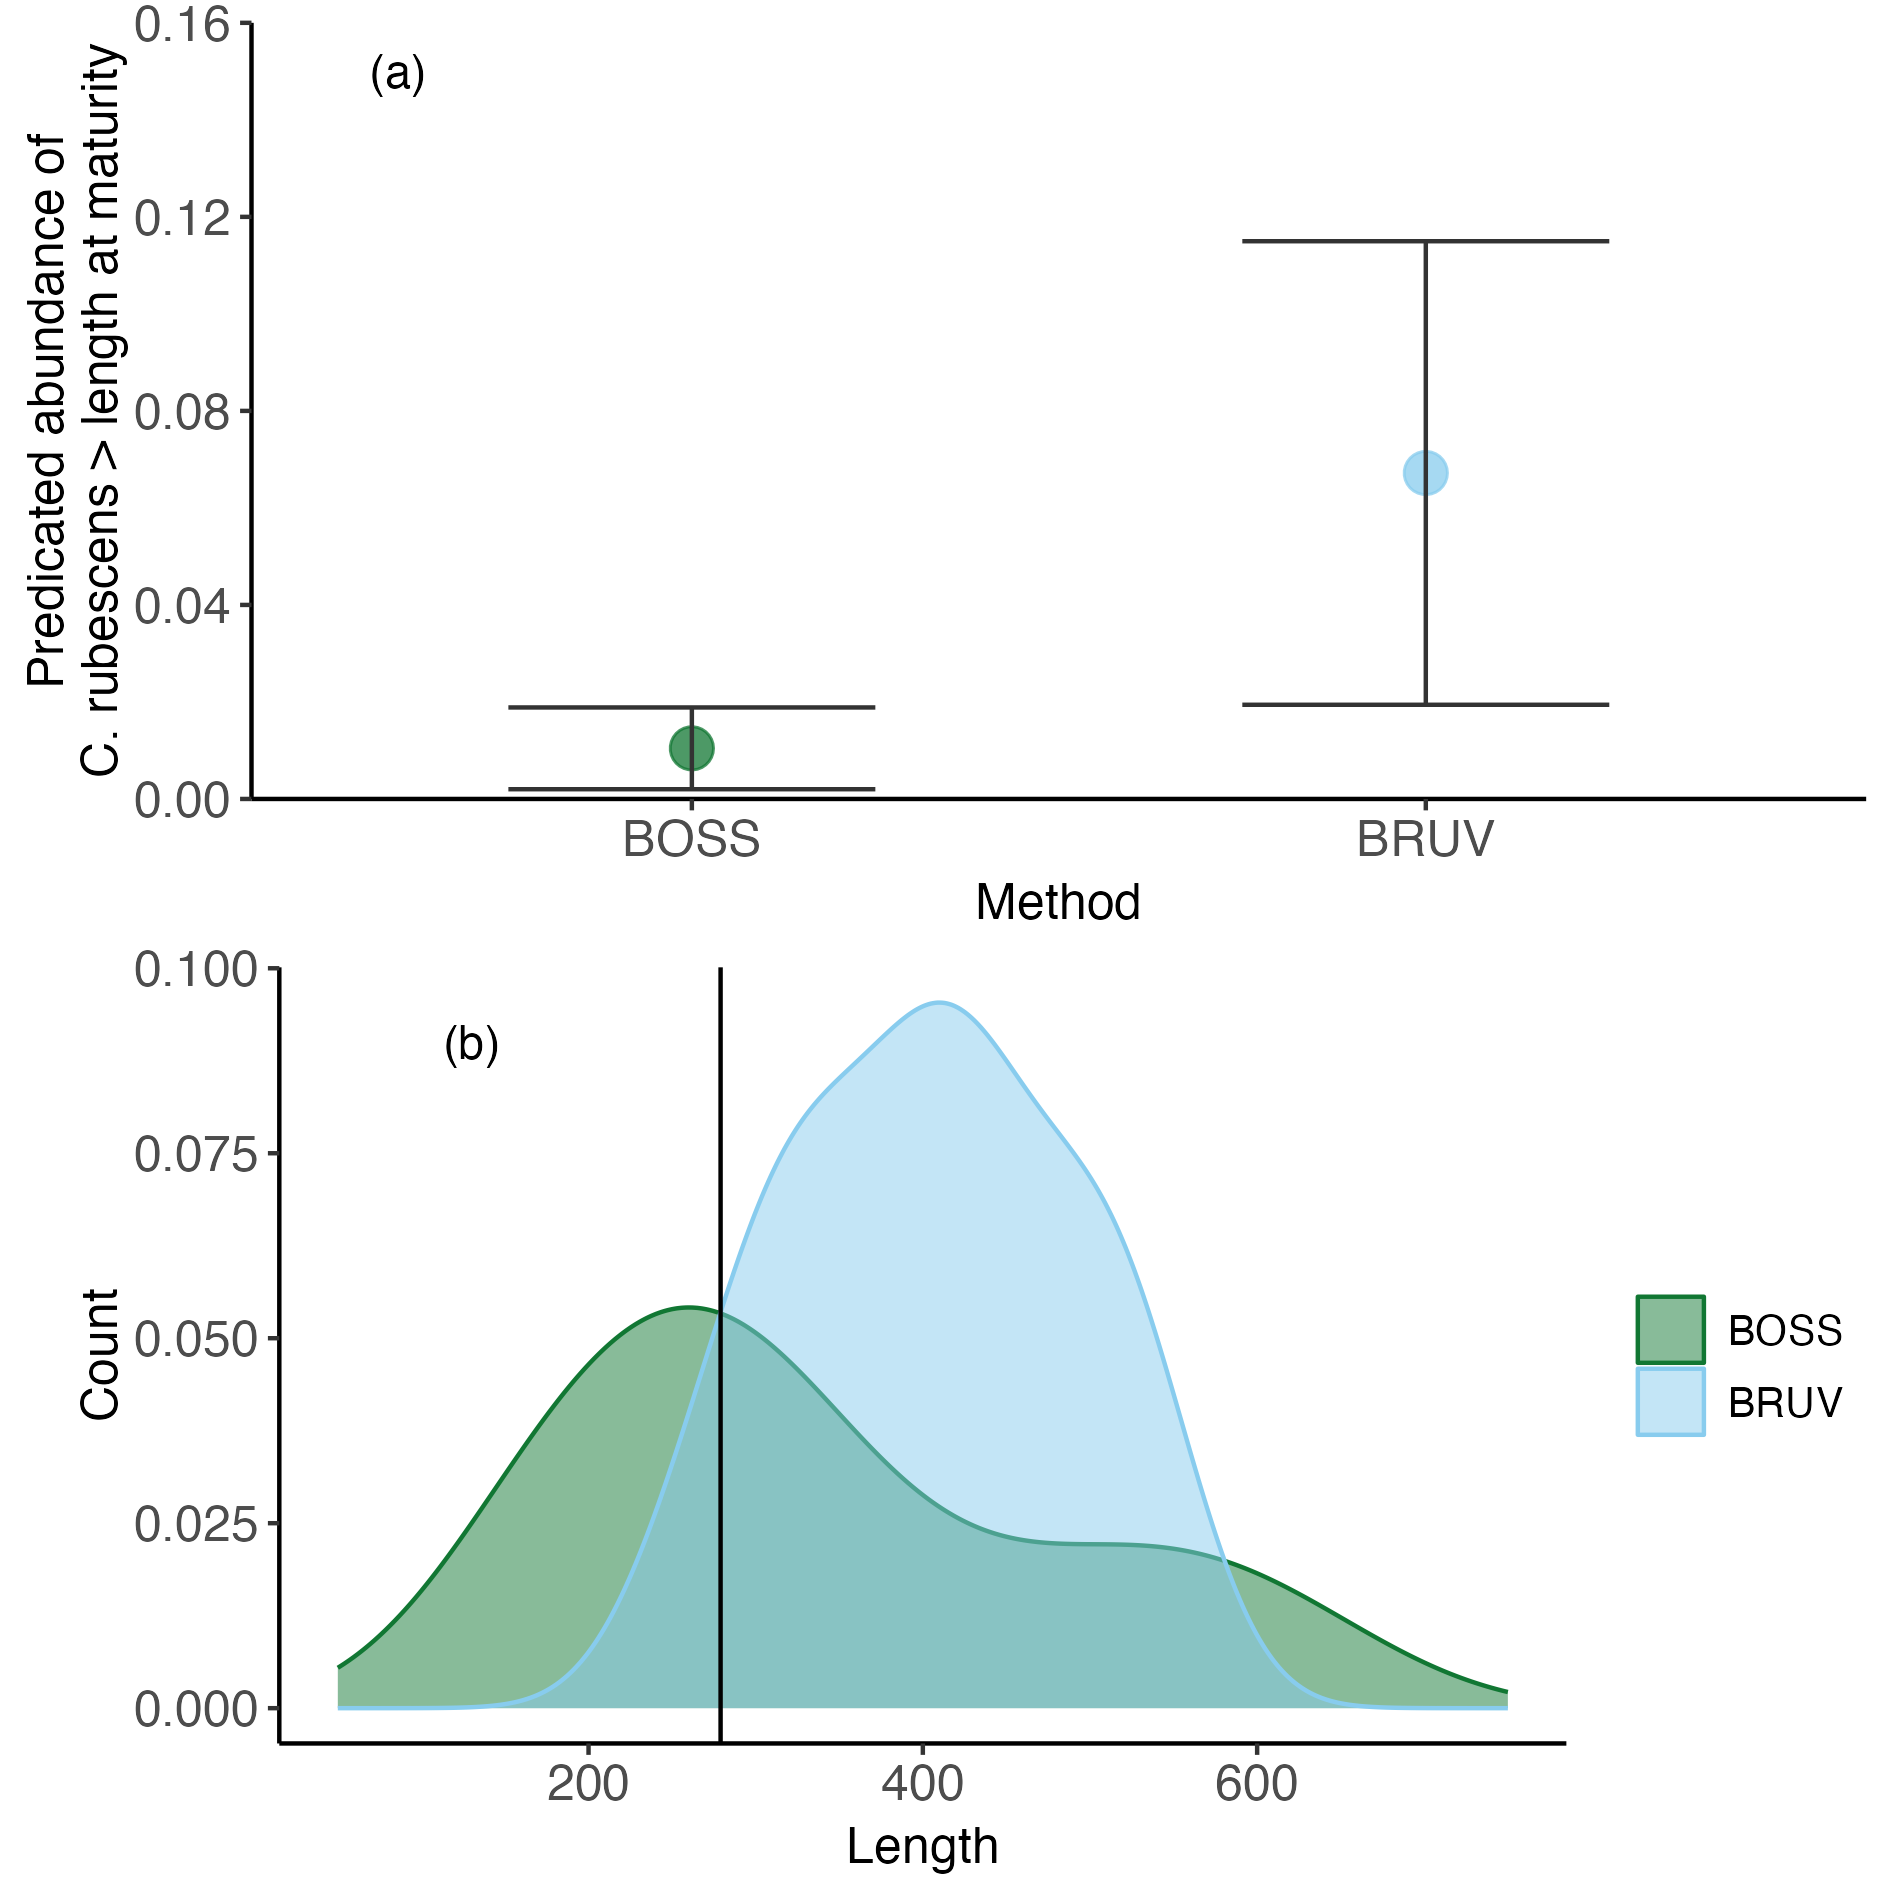 (a)
Predicated abundance of
C. rubescens > length at maturity
0.16
0.12
0.08
0.04
0.00
BOSS
BRUV
Method
(b)
Count
0.100
0.075
0.050
0.025
0.000
200
400
600
Length
BOSS
BRUV